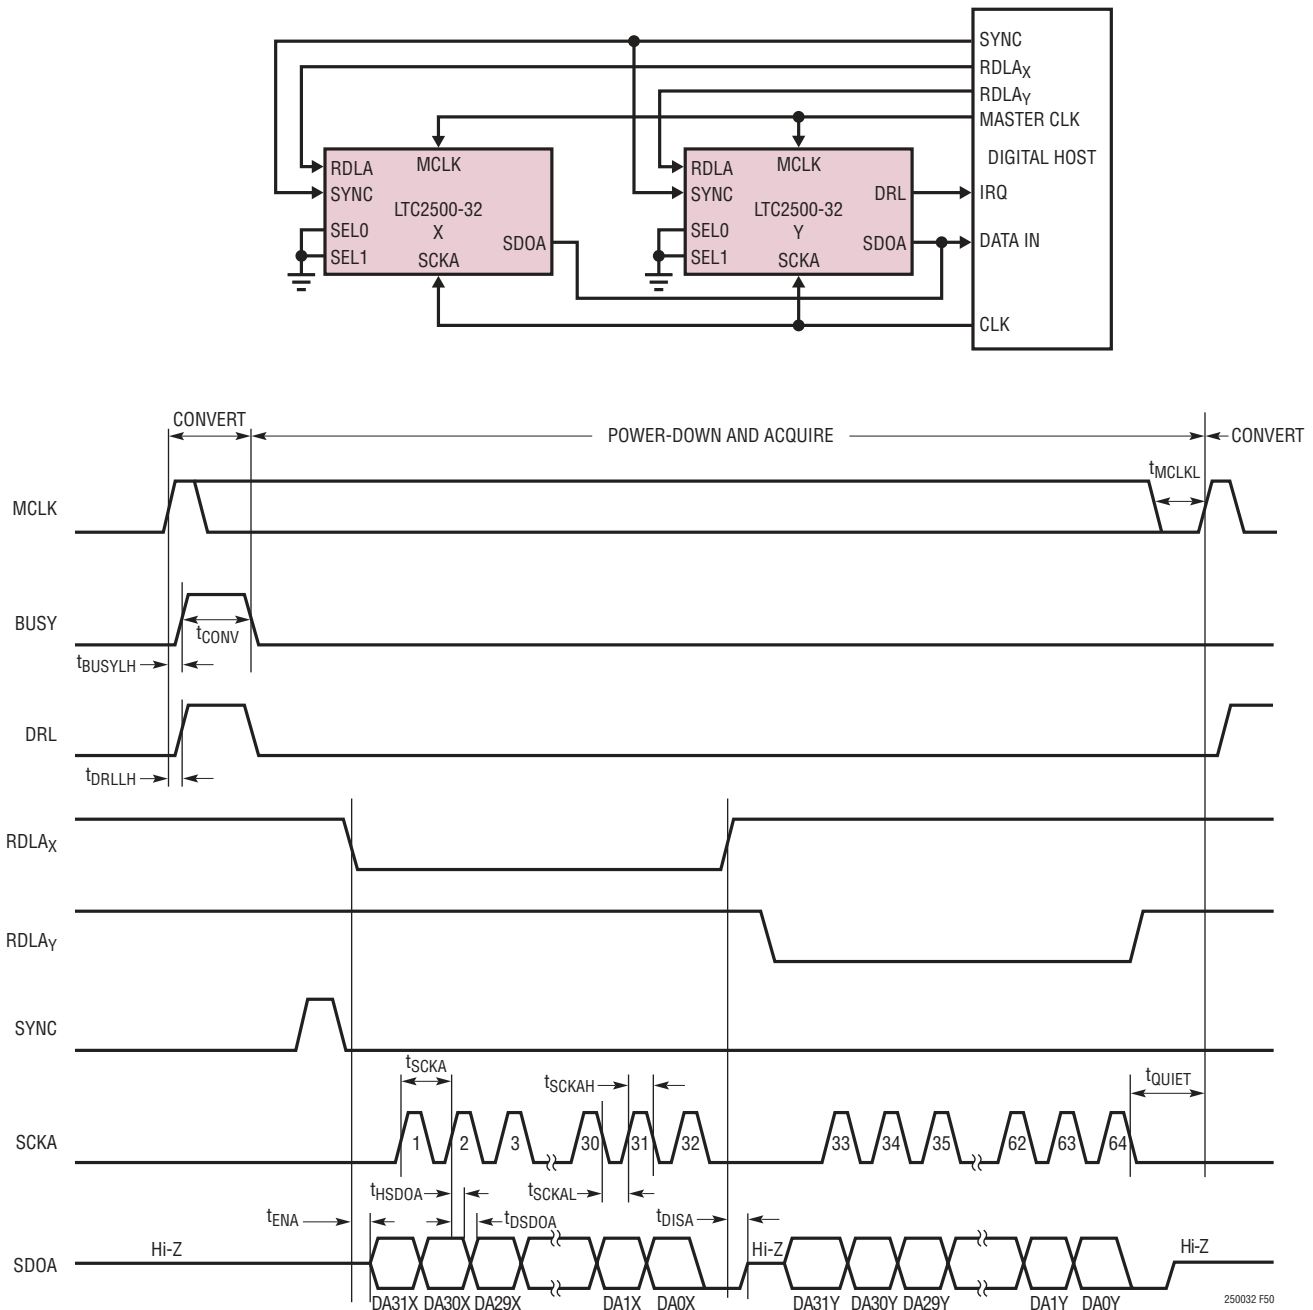 SYNC
RDLAX
RDLAY
MASTER CLK
DIGITAL HOST
IRQ
DATA IN
CLK
RDLA
MCLK
SYNC
LTC2500-32
X
SEL0
SEL1
SDOA
SCKA
RDLA
MCLK
SYNC
DRL
LTC2500-32
Y
SEL0
SEL1
SDOA
SCKA
CONVERT
POWER-DOWN AND ACQUIRE
CONVERT
MCLK
tMCLKL
BUSY
tCONV
tBUSYLH
DRL
tDRLLH
RDLAX
RDLAY
SYNC
tSCKA
tSCKAH
tQUIET
SCKA
1 2 3 30 31 32 33 34 35 62 63 64
tHSDOA
tSCKAL
tENA
tDSDOA
tDISA
SDOA
Hi-Z
Hi-Z
Hi-Z
DA31X DA30X DA29X DA1X DA0X DA31Y DA30Y DA29Y DA1Y DA0Y
250032 F50